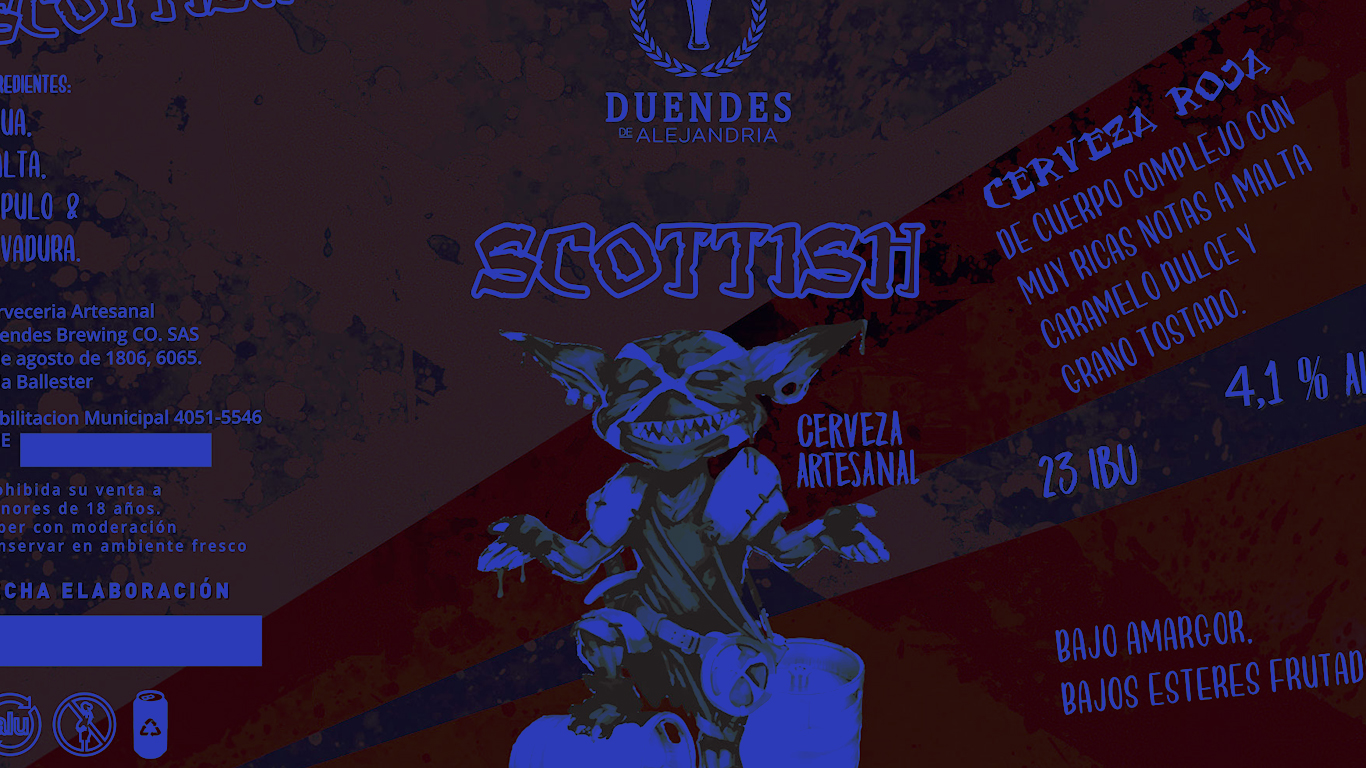 SCOTTISH
REDIENTES:
UA.
ALTA.
PULO &
VADURA.
rveceria Artesanal
endes Brewing CO. SAS
e agosto de 1806, 6065.
a Ballester
bilitacion Municipal 4051-5546
E
ohibida su venta a
nores de 18 años.
ber con moderación
nservar en ambiente fresco
CHA ELABORACIÓN
alu
DUENDES
DE ALEJANDRIA
SCOTTISH
CERVEZA
ARTESANAL
CERVEZA ROJA
DE CUERPO COMPLEJO CON
MUY RICAS NOTAS A MALTA
CARAMELO DULCE Y
GRANO TOSTADO.
4,1 % AL
23 IBU
BAJO AMARGOR.
BAJOS ESTERES FRUTAD